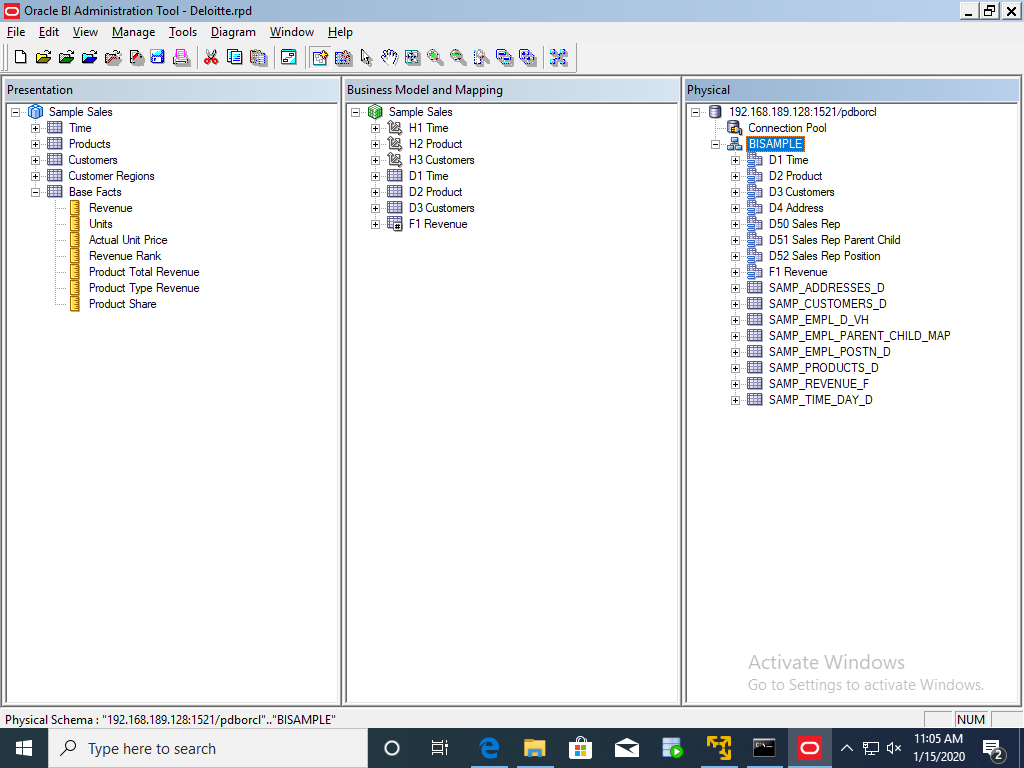 Oracle BI Administration Tool - Deloitte.rpd
File Edit View Manage Tools Diagram Window Help
Presentation
Sample Sales
Time
Products
Customers
Customer Regions
Base Facts
Revenue
Units
Actual Unit Price
Revenue Rank
Product Total Revenue
Product Type Revenue
Product Share
Business Model and Mapping
Sample Sales
H1 Time
H2 Product
H3 Customers
D1 Time
D2 Product
D3 Customers
F1 Revenue
Physical
192.168.189.128:1521/pdborcl
Connection Pool
BISAMPLE
D1 Time
D2 Product
D3 Customers
D4 Address
D50 Sales Rep
D51 Sales Rep Parent Child
D52 Sales Rep Position
F1 Revenue
SAMP_ADDRESSES_D
SAMP_CUSTOMERS_D
SAMP_EMPL_D_VH
SAMP_EMPL_PARENT_CHILD_MAP
SAMP_EMPL_POSTN_D
SAMP_PRODUCTS_D
SAMP_REVENUE_F
SAMP_TIME_DAY_D
Activate Windows
Go to Settings to activate Windows.
Physical Schema : "192.168.189.128:1521/pdborcl".."BISAMPLE"
NUM
Type here to search
11:05 AM
1/15/2020
2